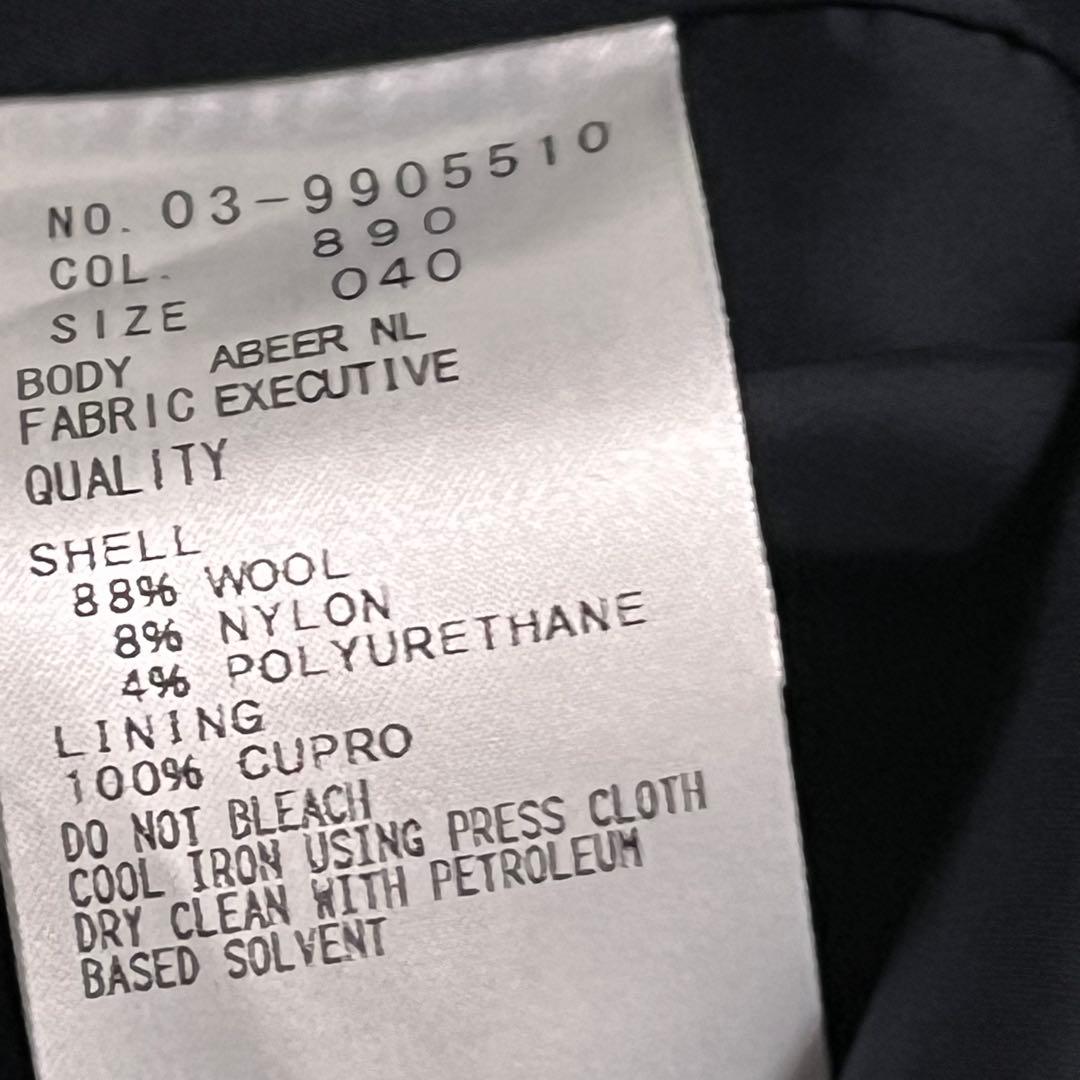 NO. 03-9905510
COL. 890
SIZE 040
BODY ABEER NL
FABRIC EXECUTIVE
QUALITY
SHELL
88% WOOL
8% NYLON
4% POLYURETHANE
LINING
100% CUPRO
DO NOT BLEACH
COOL IRON USING PRESS CLOTH
DRY CLEAN WITH PETROLEUM
BASED SOLVENT